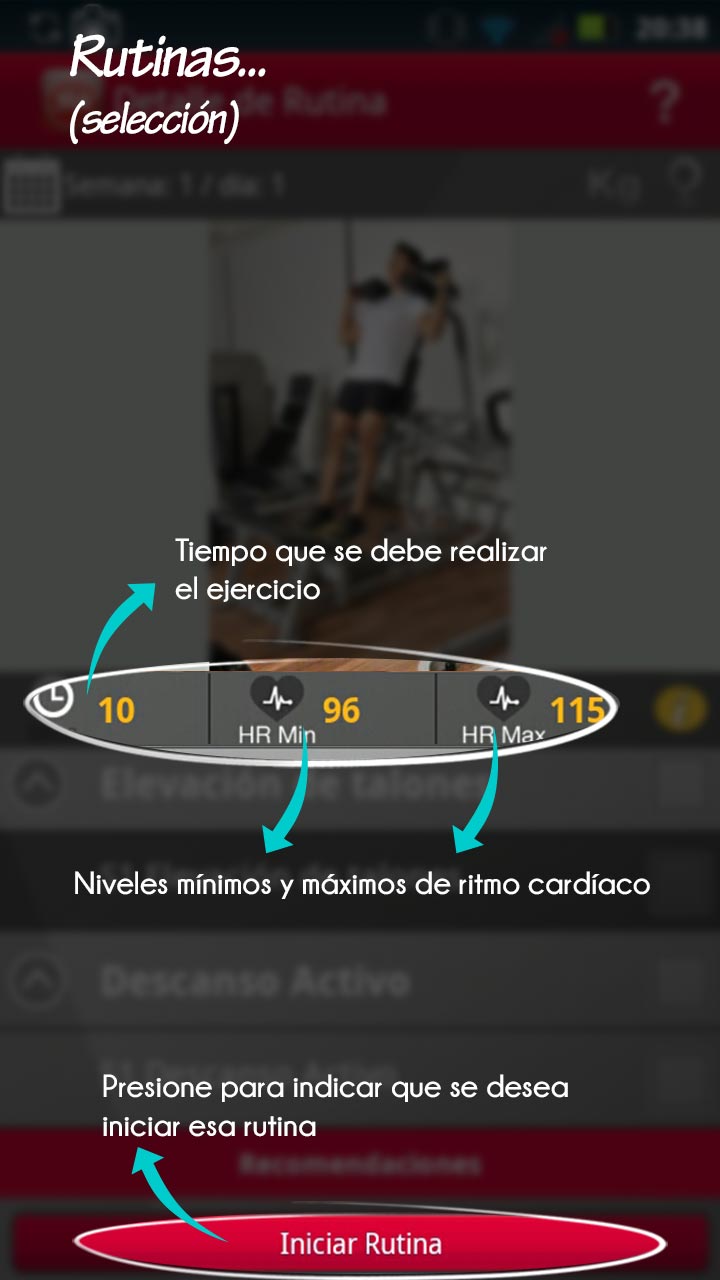 20:38
Rutinas...
Detalle de Rutina
?
(selección)
Semana: 1 / día: 1
Kg
Tiempo que se debe realizar
el ejercicio
10
96
115
HR Min
HR Max
Elevación de talones
Niveles mínimos y máximos de ritmo cardíaco
Descanso Activo
Presione para indicar que se desea
iniciar esa rutina
Recomendaciones
Iniciar Rutina